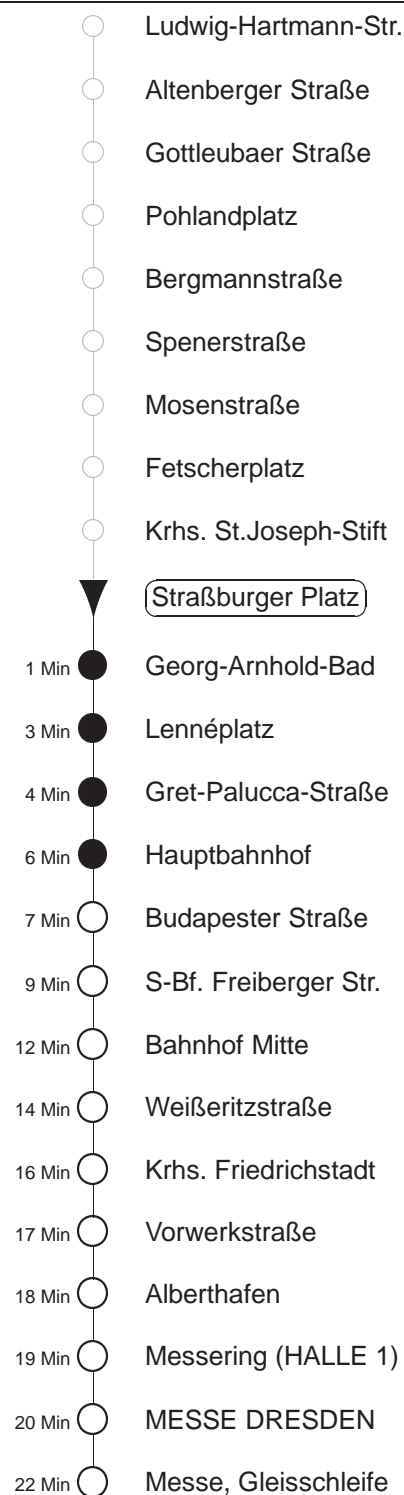 Ludwig-Hartmann-Str.
Altenberger Straße
Gottleubaer Straße
Pohlandplatz
Bergmannstraße
Spenerstraße
Mosenstraße
Fetscherplatz
Krhs. St.Joseph-Stift
Straßburger Platz
1 Min Georg-Arnhold-Bad
3 Min Lennéplatz
4 Min Gret-Palucca-Straße
6 Min Hauptbahnhof
7 Min Budapester Straße
9 Min S-Bf. Freiberger Str.
12 Min Bahnhof Mitte
14 Min Weißeritzstraße
16 Min Krhs. Friedrichstadt
17 Min Vorwerkstraße
18 Min Alberthafen
19 Min Messering (HALLE 1)
20 Min MESSE DRESDEN
22 Min Messe, Gleisschleife